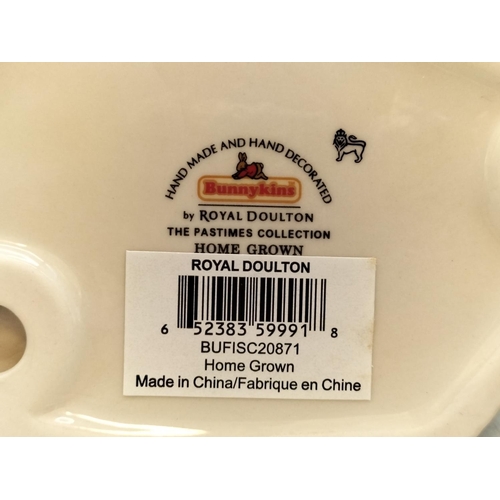 HAND MADE AND HAND DECORATED
Bunnykins
by ROYAL DOULTON
THE PASTIMES COLLECTION
HOME GROWN
ROYAL DOULTON
6 52383 59991 8
BUFISC20871
Home Grown
Made in China/Fabrique en Chine